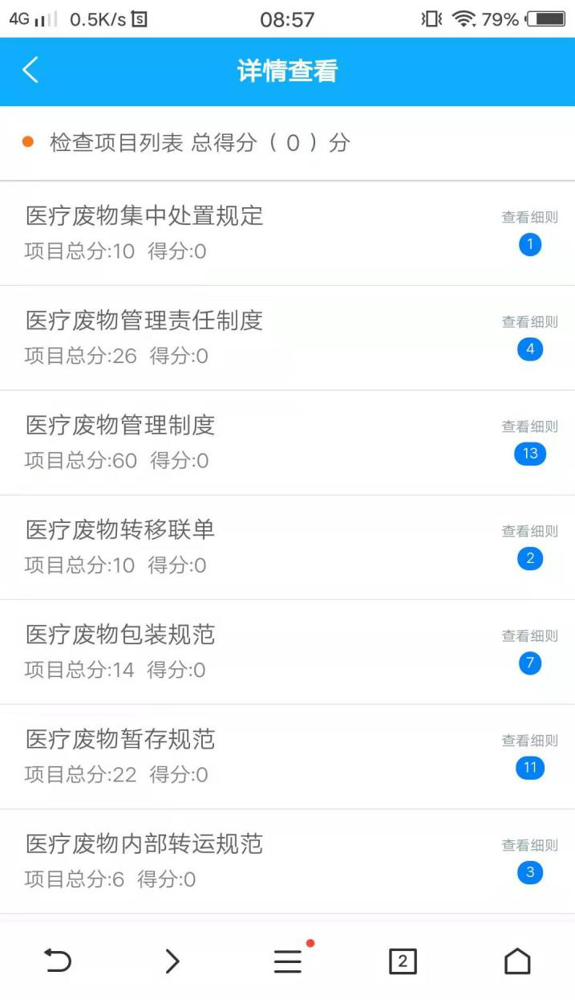 4G 0.5K/s 08:57 79%
详情查看
检查项目列表 总得分（ 0 ）分
医疗废物集中处置规定
查看细则
项目总分:10 得分:0
1
医疗废物管理责任制度
查看细则
项目总分:26 得分:0
4
医疗废物管理制度
查看细则
项目总分:60 得分:0
13
医疗废物转移联单
查看细则
项目总分:10 得分:0
2
医疗废物包装规范
查看细则
项目总分:14 得分:0
7
医疗废物暂存规范
查看细则
项目总分:22 得分:0
11
医疗废物内部转运规范
查看细则
项目总分:6 得分:0
3
2